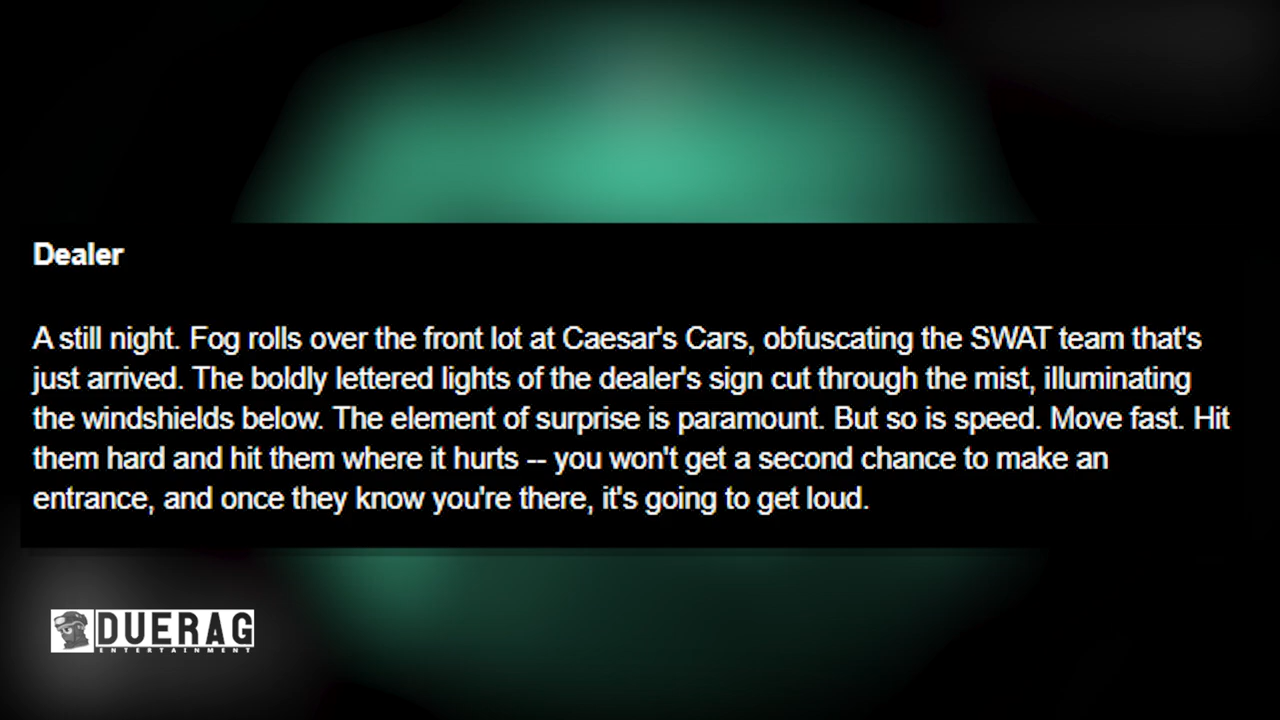 Dealer
A still night. Fog rolls over the front lot at Caesar's Cars, obfuscating the SWAT team that's
just arrived. The boldly lettered lights of the dealer's sign cut through the mist, illuminating
the windshields below. The element of surprise is paramount. But so is speed. Move fast. Hit
them hard and hit them where it hurts -- you won't get a second chance to make an
entrance, and once they know you're there, it's going to get loud.
DUERAG
ENTERTAINMENT